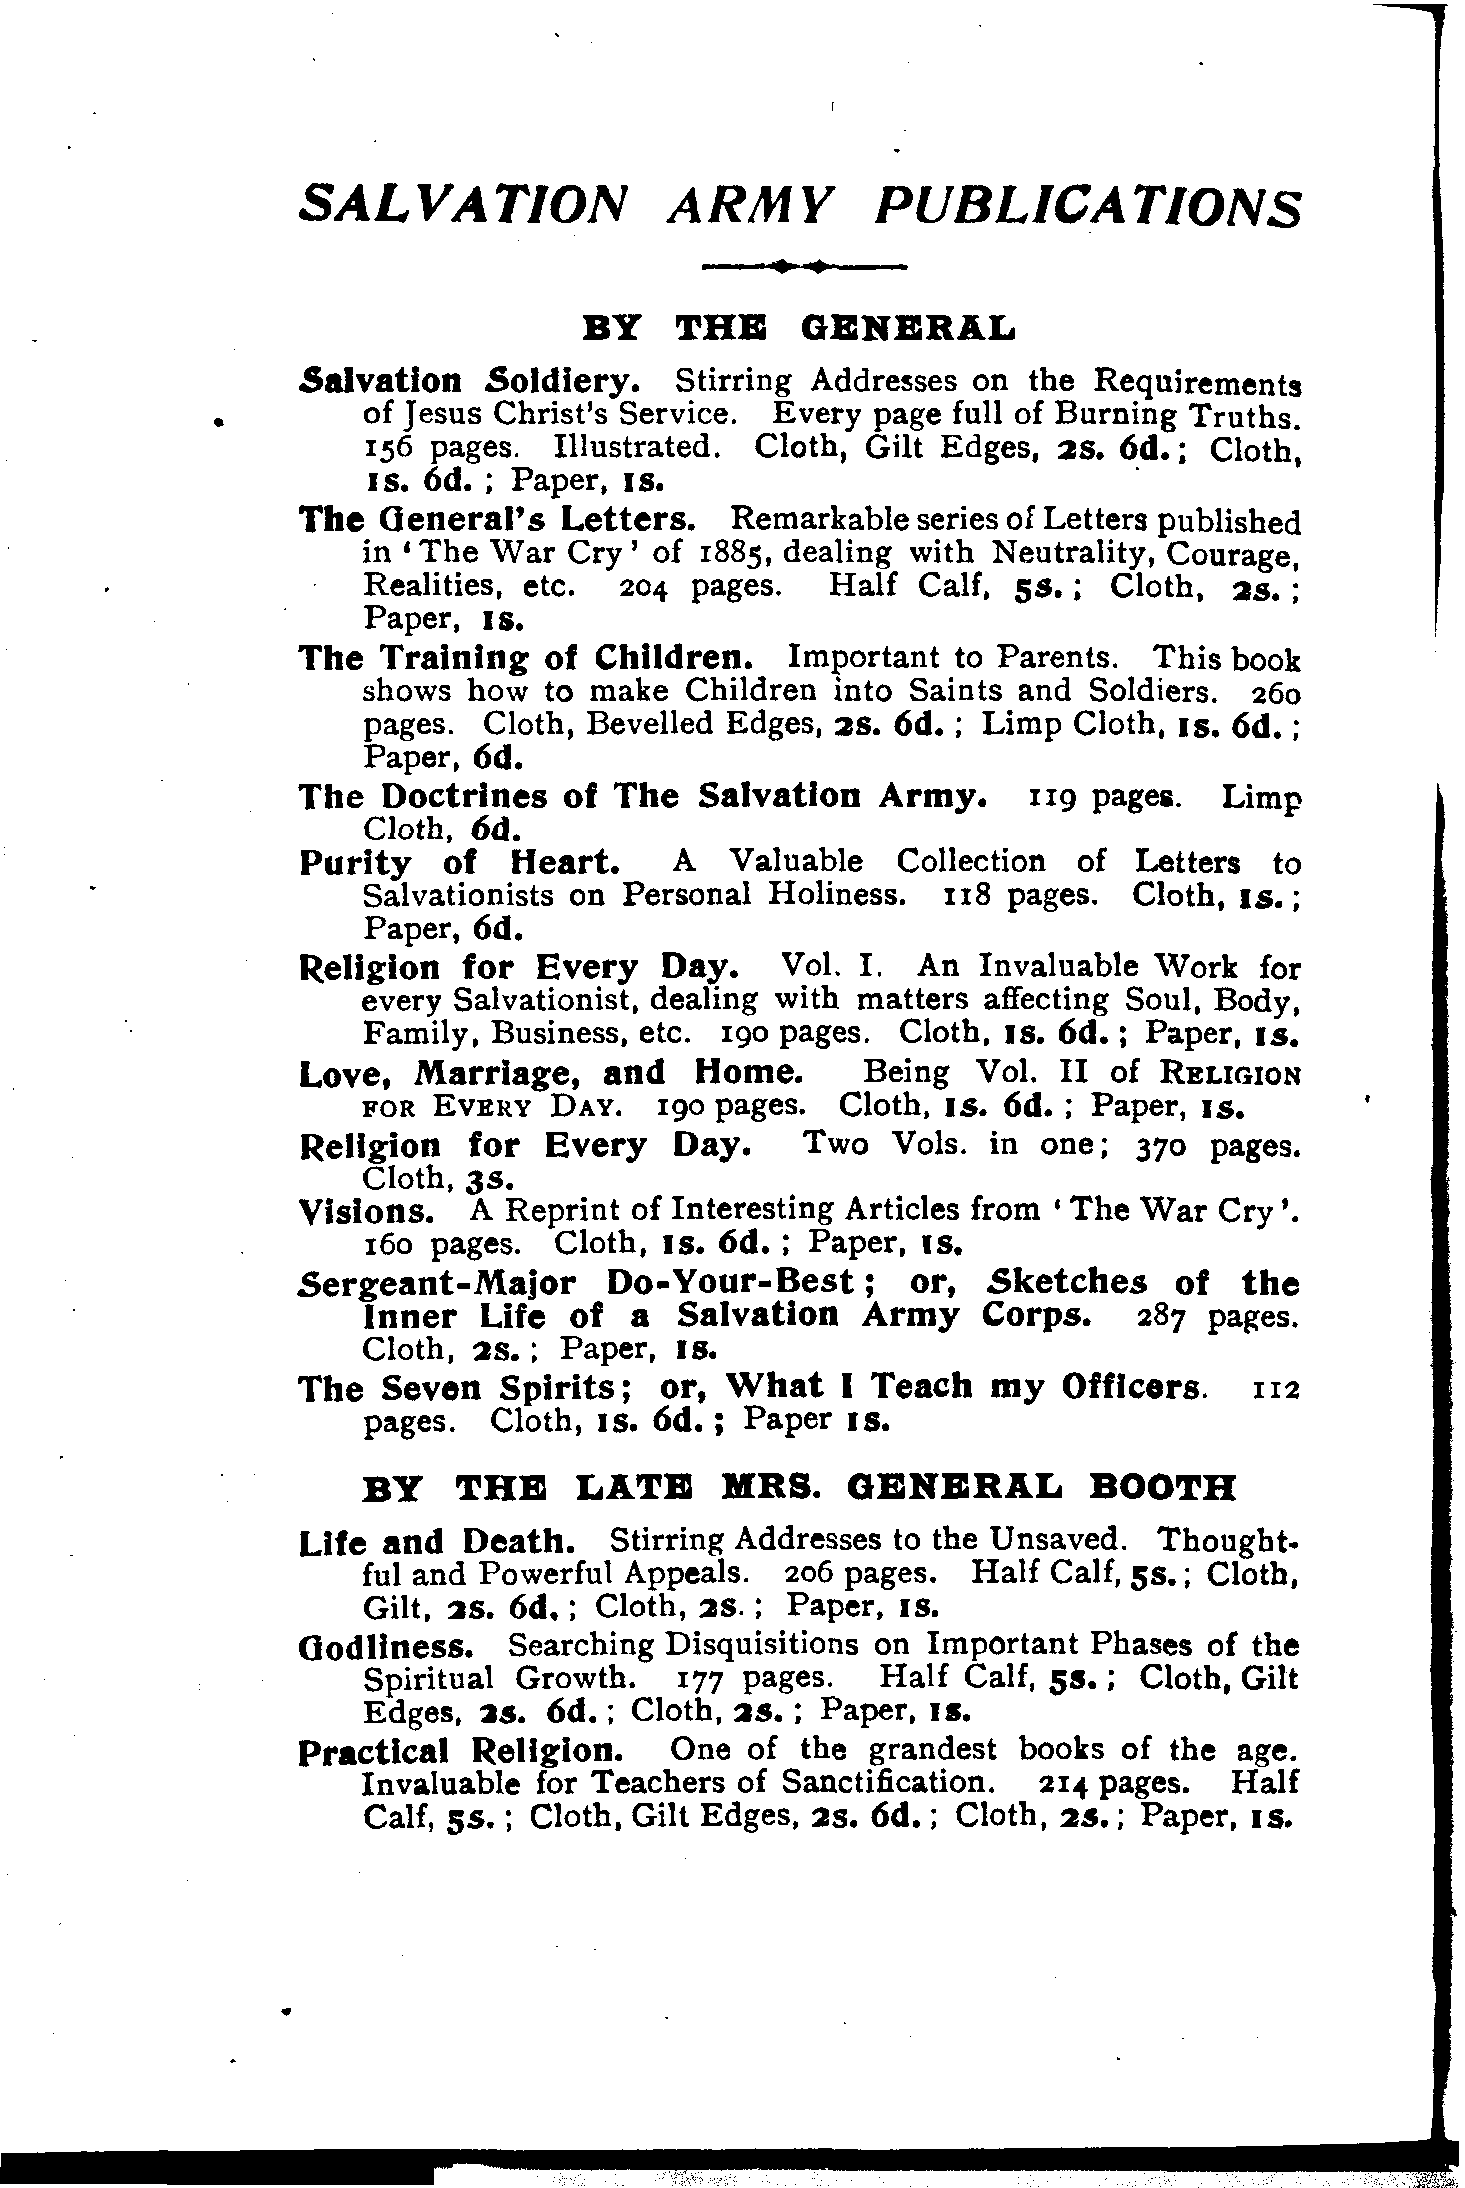 SALVATION ARMY PUBLICATIONS
BY THE GENERAL
Salvation Soldiery. Stirring Addresses on the Requirements
of Jesus Christ's Service. Every page full of Burning Truths.
156 pages. Illustrated. Cloth, Gilt Edges, 2s. 6d.; Cloth,
1s. 6d. ; Paper, 1s.
The General's Letters. Remarkable series of Letters published
in ‘The War Cry’ of 1885, dealing with Neutrality, Courage,
Realities, etc. 204 pages. Half Calf, 5s. ; Cloth, 2s. ;
Paper, 1s.
The Training of Children. Important to Parents. This book
shows how to make Children into Saints and Soldiers. 260
pages. Cloth, Bevelled Edges, 2s. 6d. ; Limp Cloth, 1s. 6d. ;
Paper, 6d.
The Doctrines of The Salvation Army. 119 pages. Limp
Cloth, 6d.
Purity of Heart. A Valuable Collection of Letters to
Salvationists on Personal Holiness. 118 pages. Cloth, 1s. ;
Paper, 6d.
Religion for Every Day. Vol. I. An Invaluable Work for
every Salvationist, dealing with matters affecting Soul, Body,
Family, Business, etc. 190 pages. Cloth, 1s. 6d. ; Paper, 1s.
Love, Marriage, and Home. Being Vol. II of RELIGION
FOR EVERY DAY. 190 pages. Cloth, 1s. 6d. ; Paper, 1s.
Religion for Every Day. Two Vols. in one; 370 pages.
Cloth, 3s.
Visions. A Reprint of Interesting Articles from ‘The War Cry’.
160 pages. Cloth, 1s. 6d. ; Paper, 1s.
Sergeant-Major Do-Your-Best ; or, Sketches of the
Inner Life of a Salvation Army Corps. 287 pages.
Cloth, 2s. ; Paper, 1s.
The Seven Spirits; or, What I Teach my Officers. 112
pages. Cloth, 1s. 6d. ; Paper 1s.
BY THE LATE MRS. GENERAL BOOTH
Life and Death. Stirring Addresses to the Unsaved. Thought-
ful and Powerful Appeals. 206 pages. Half Calf, 5s. ; Cloth,
Gilt, 2s. 6d. ; Cloth, 2s. ; Paper, 1s.
Godliness. Searching Disquisitions on Important Phases of the
Spiritual Growth. 177 pages. Half Calf, 5s. ; Cloth, Gilt
Edges, 2s. 6d. ; Cloth, 2s. ; Paper, 1s.
Practical Religion. One of the grandest books of the age.
Invaluable for Teachers of Sanctification. 214 pages. Half
Calf, 5s. ; Cloth, Gilt Edges, 2s. 6d. ; Cloth, 2s. ; Paper, 1s.